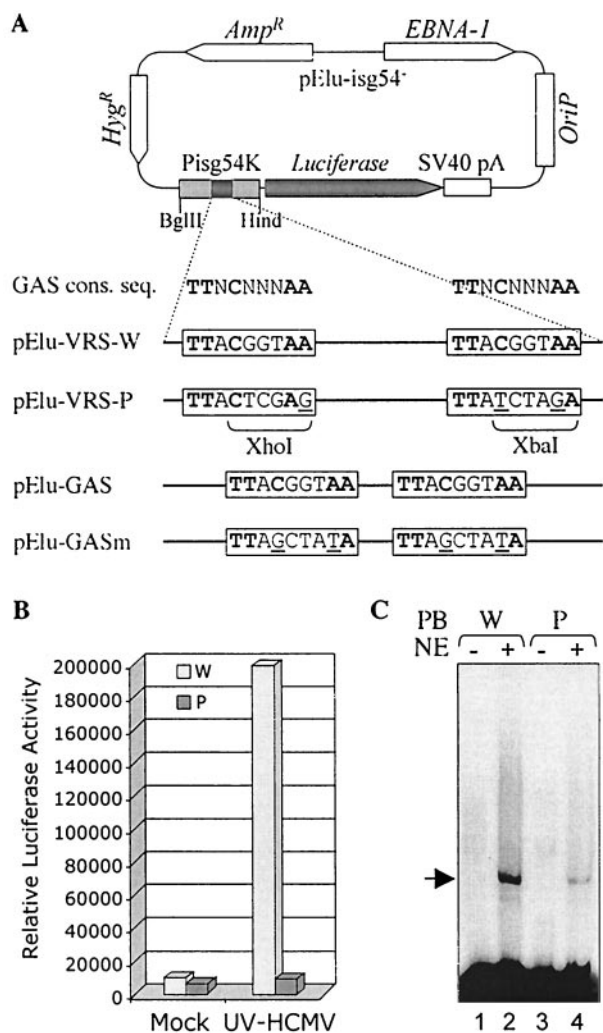 A
Amp^R
EBNA-1
pElu-isg54-
Hyg^R
OriP
Pisg54K
Luciferase
SV40 pA
BglII
Hind
GAS cons. seq.
TTNCNNNAA
TTNCNNNAA
pElu-VRS-W
TTACGGTAA
TTACGGTAA
pElu-VRS-P
TTACTCGAG
TTATCTAGA
XhoI
XbaI
pElu-GAS
TTACGGTAA
TTACGGTAA
pElu-GASm
TTAGCTATA
TTAGCTATA
B
Relative Luciferase Activity
200000
180000
160000
140000
120000
100000
80000
60000
40000
20000
0
W
P
Mock
UV-HCMV
C
PB W P
NE - + - +
1 2 3 4